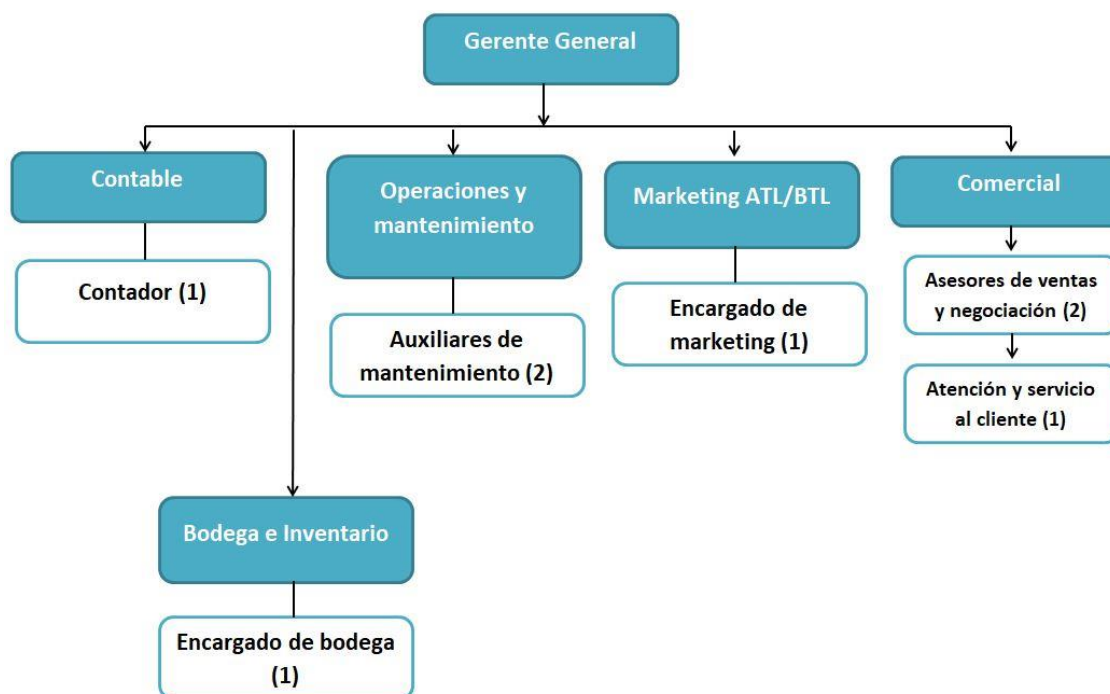 Gerente General
Contable
Operaciones y
mantenimiento
Marketing ATL/BTL
Comercial
Contador (1)
Auxiliares de
mantenimiento (2)
Encargado de
marketing (1)
Asesores de ventas
y negociación (2)
Atención y servicio
al cliente (1)
Bodega e Inventario
Encargado de bodega
(1)